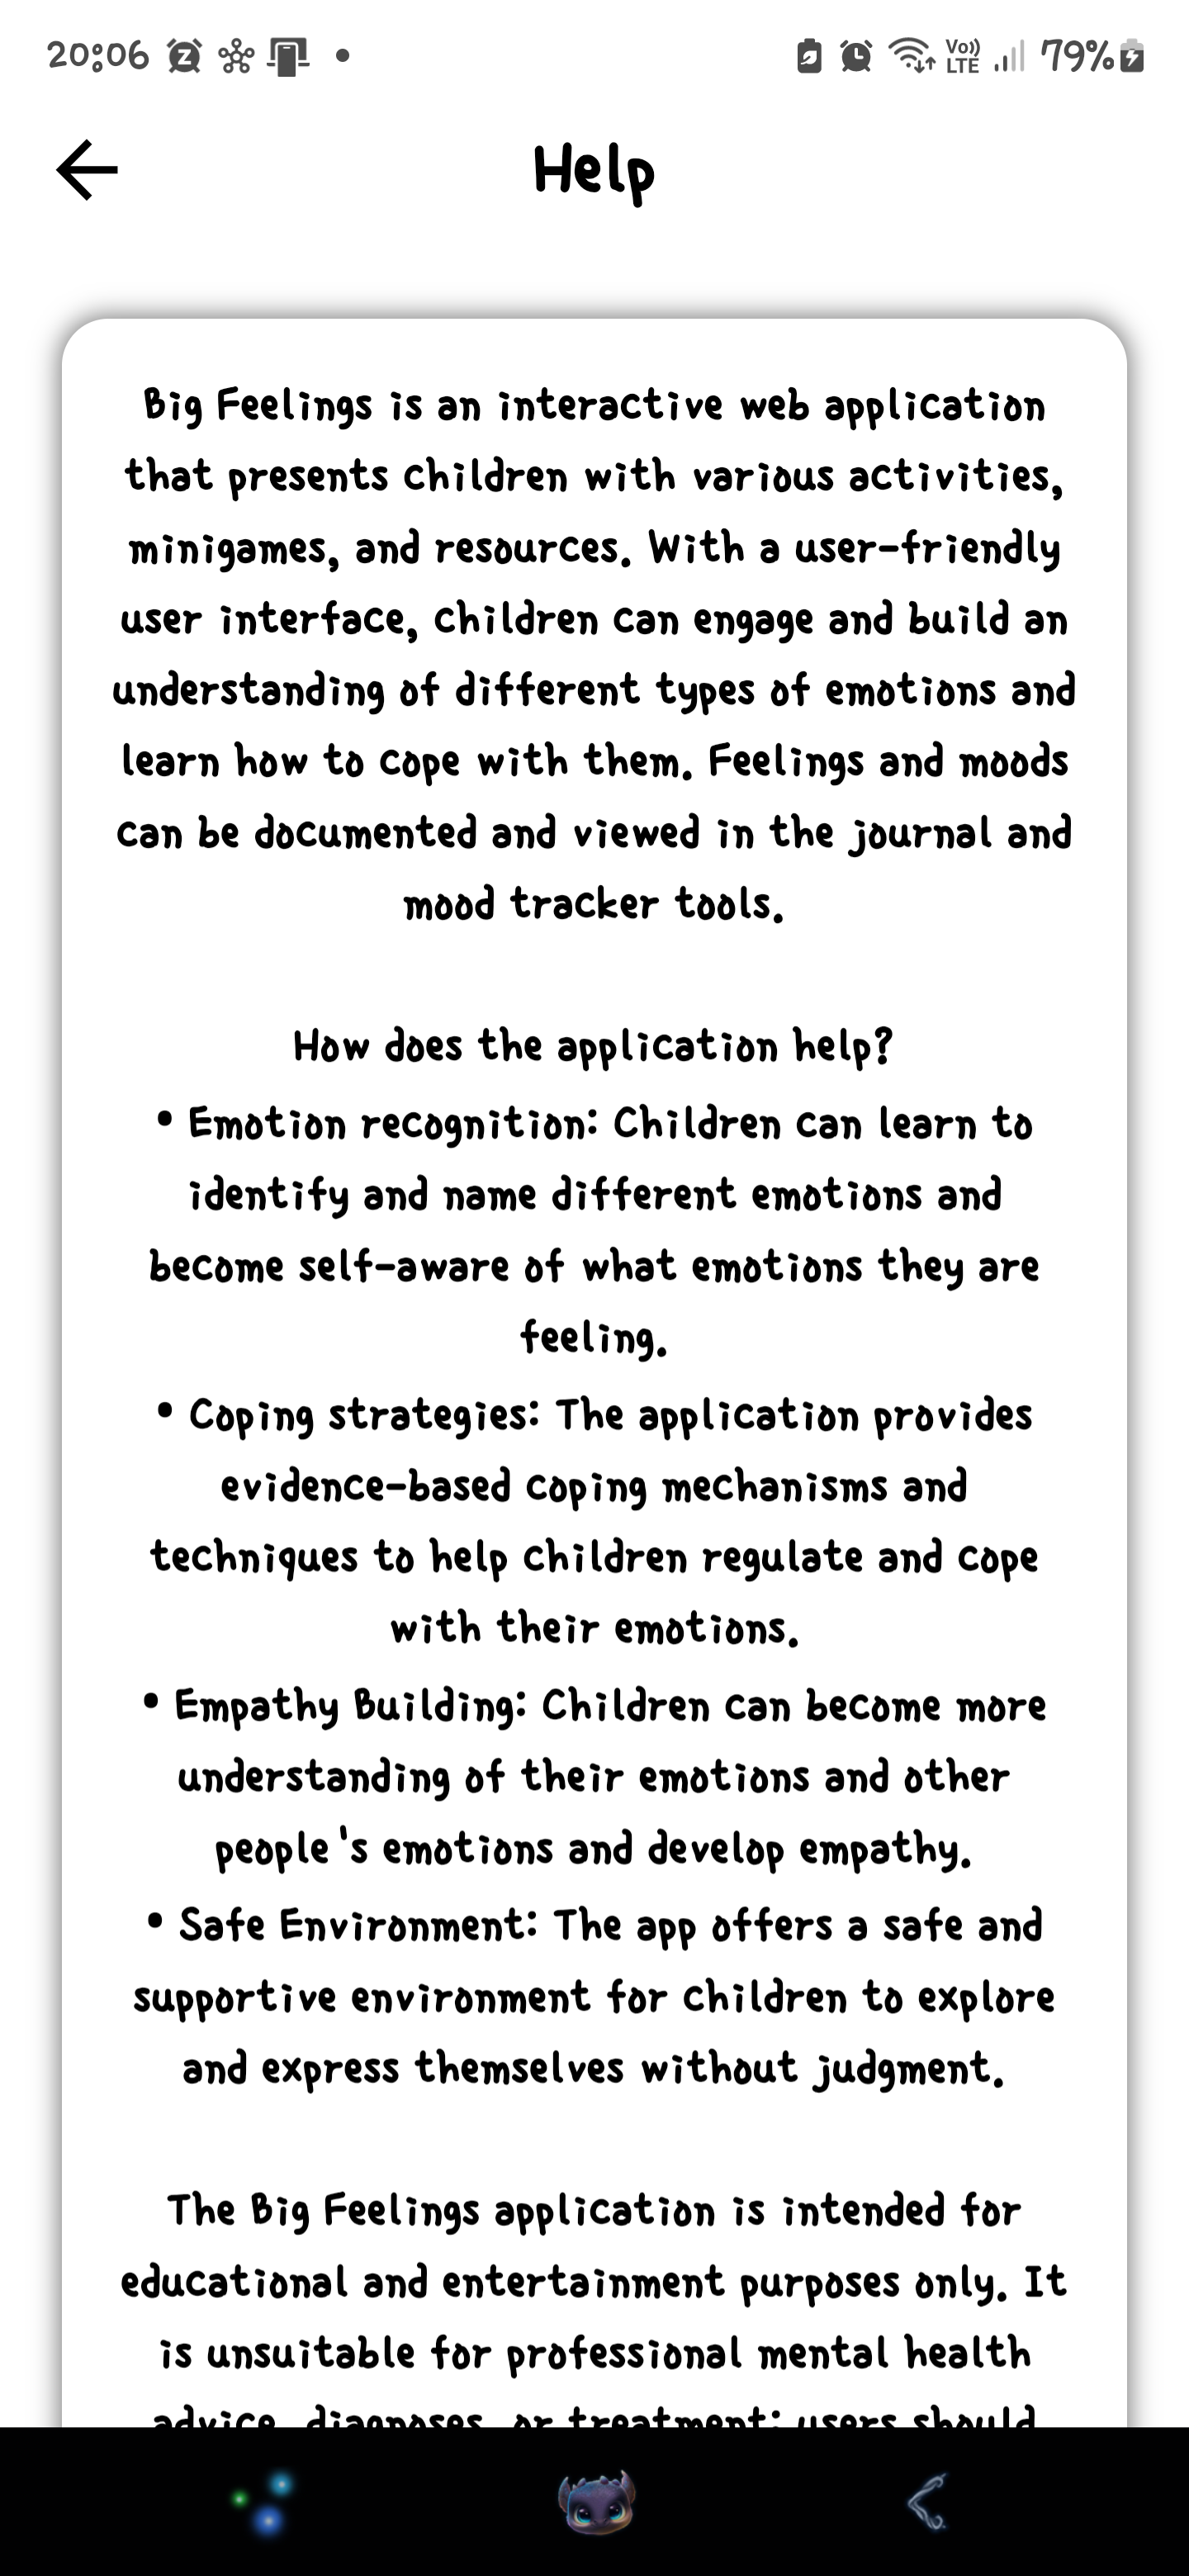 20:06
Vo))
LTE
79%
Help
Big Feelings is an interactive web application
that presents children with various activities,
minigames, and resources. With a user-friendly
user interface, children can engage and build an
understanding of different types of emotions and
learn how to cope with them. Feelings and moods
can be documented and viewed in the journal and
mood tracker tools.
How does the application help?
• Emotion recognition: Children can learn to
identify and name different emotions and
become self-aware of what emotions they are
feeling.
• Coping strategies: The application provides
evidence-based coping mechanisms and
techniques to help children regulate and cope
with their emotions.
• Empathy Building: Children can become more
understanding of their emotions and other
people's emotions and develop empathy.
• Safe Environment: The app offers a safe and
supportive environment for children to explore
and express themselves without judgment.
The Big Feelings application is intended for
educational and entertainment purposes only. It
is unsuitable for professional mental health
advice, diagnoses, or treatment; users should